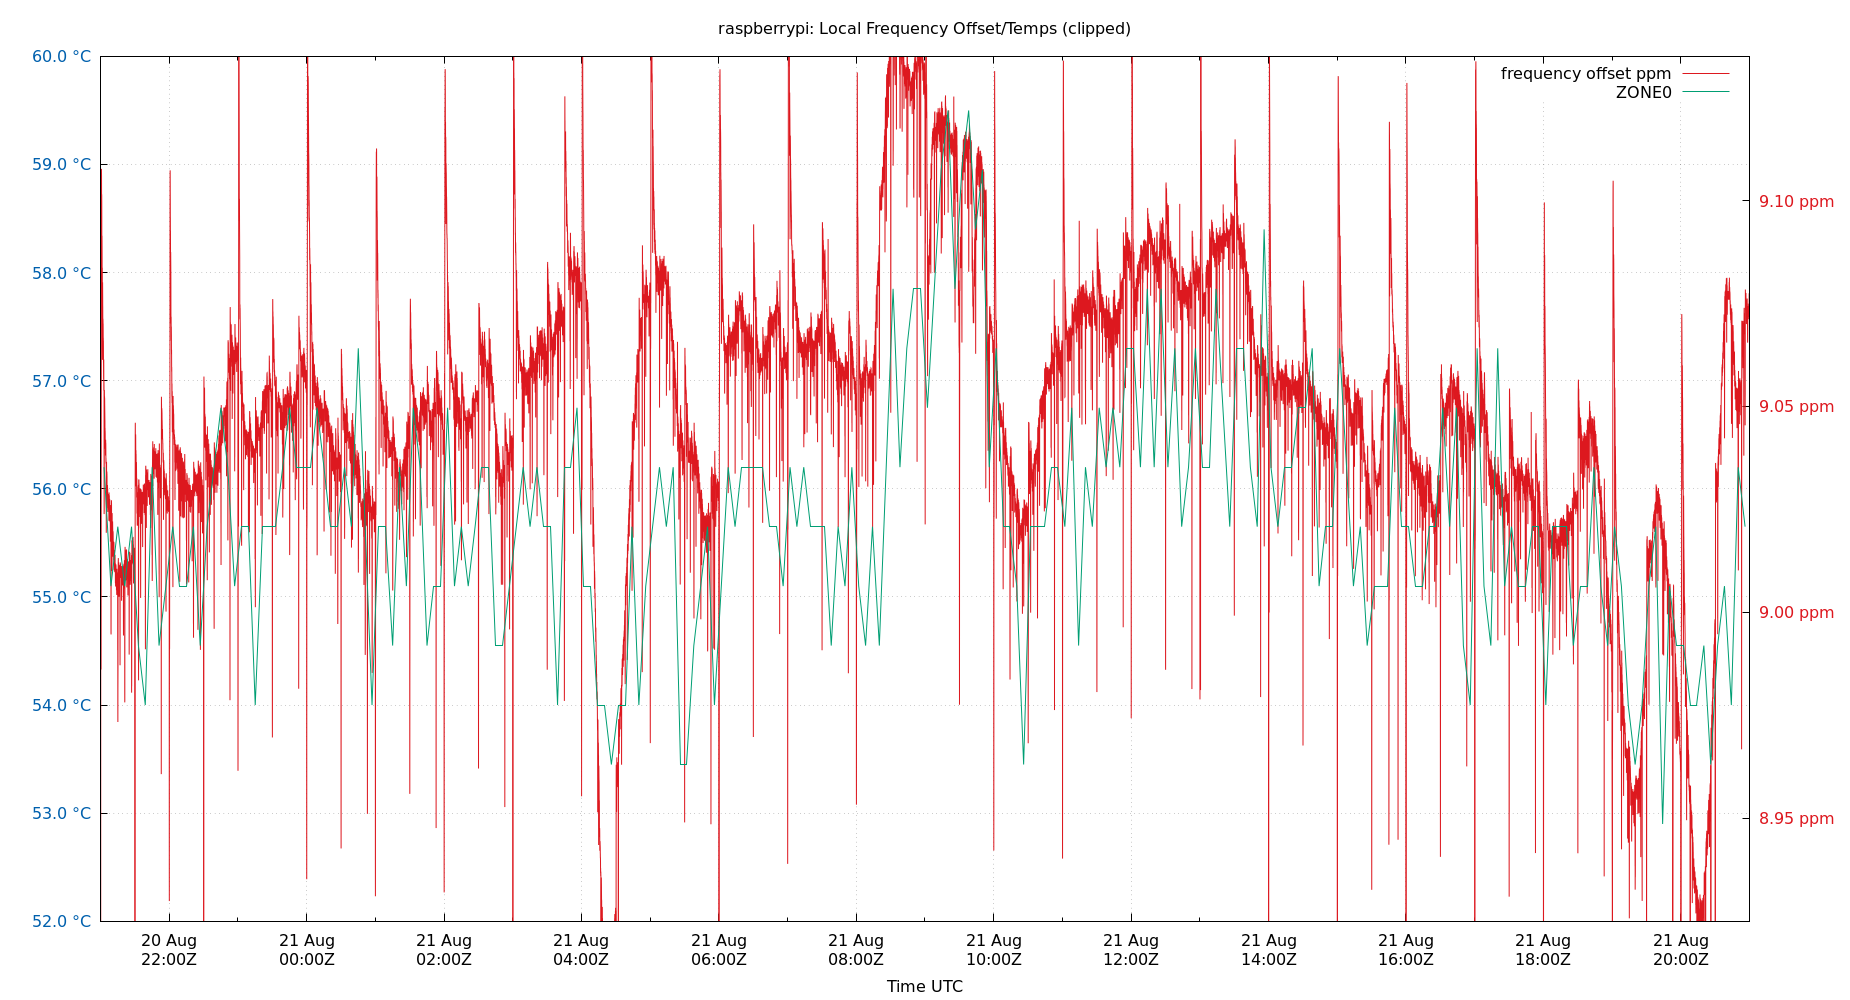 raspberrypi: Local Frequency Offset/Temps (clipped)
frequency offset ppm
ZONE0
60.0 °C
59.0 °C
58.0 °C
57.0 °C
56.0 °C
55.0 °C
54.0 °C
53.0 °C
52.0 °C
9.10 ppm
9.05 ppm
9.00 ppm
8.95 ppm
20 Aug 21 Aug 21 Aug 21 Aug 21 Aug 21 Aug 21 Aug 21 Aug 21 Aug 21 Aug 21 Aug 21 Aug
22:00Z 00:00Z 02:00Z 04:00Z 06:00Z 08:00Z 10:00Z 12:00Z 14:00Z 16:00Z 18:00Z 20:00Z
Time UTC